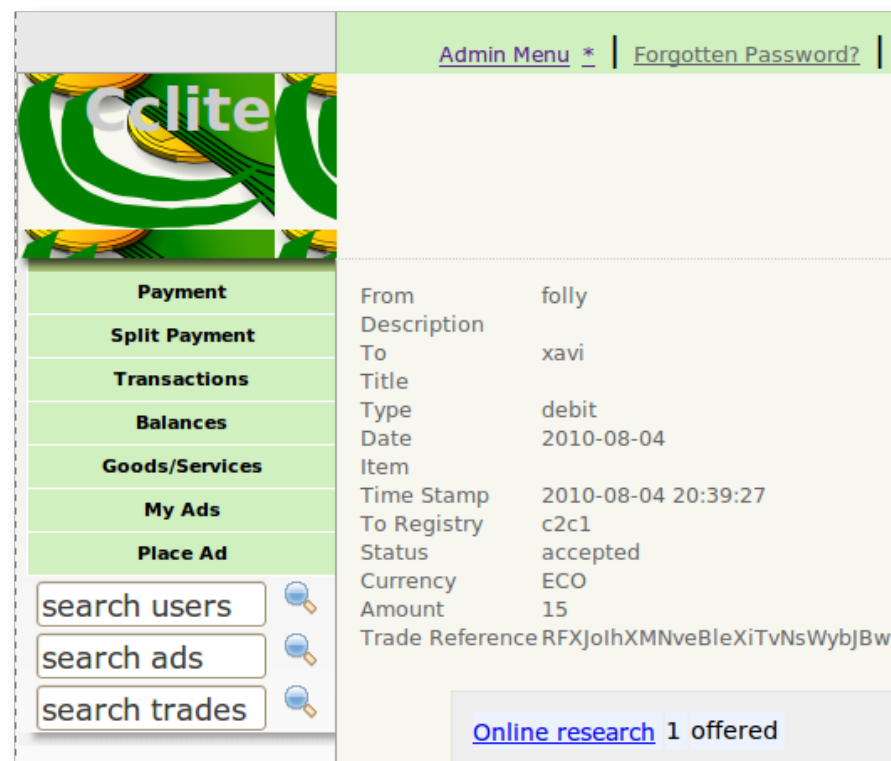 Admin Menu * | Forgotten Password? |
Cclite
Payment
Split Payment
Transactions
Balances
Goods/Services
My Ads
Place Ad
search users
search ads
search trades
From folly
Description
To xavi
Title
Type debit
Date 2010-08-04
Item
Time Stamp 2010-08-04 20:39:27
To Registry c2c1
Status accepted
Currency ECO
Amount 15
Trade Reference RFXJoIhXMNveBleXiTvNsWybJBw
Online research 1 offered